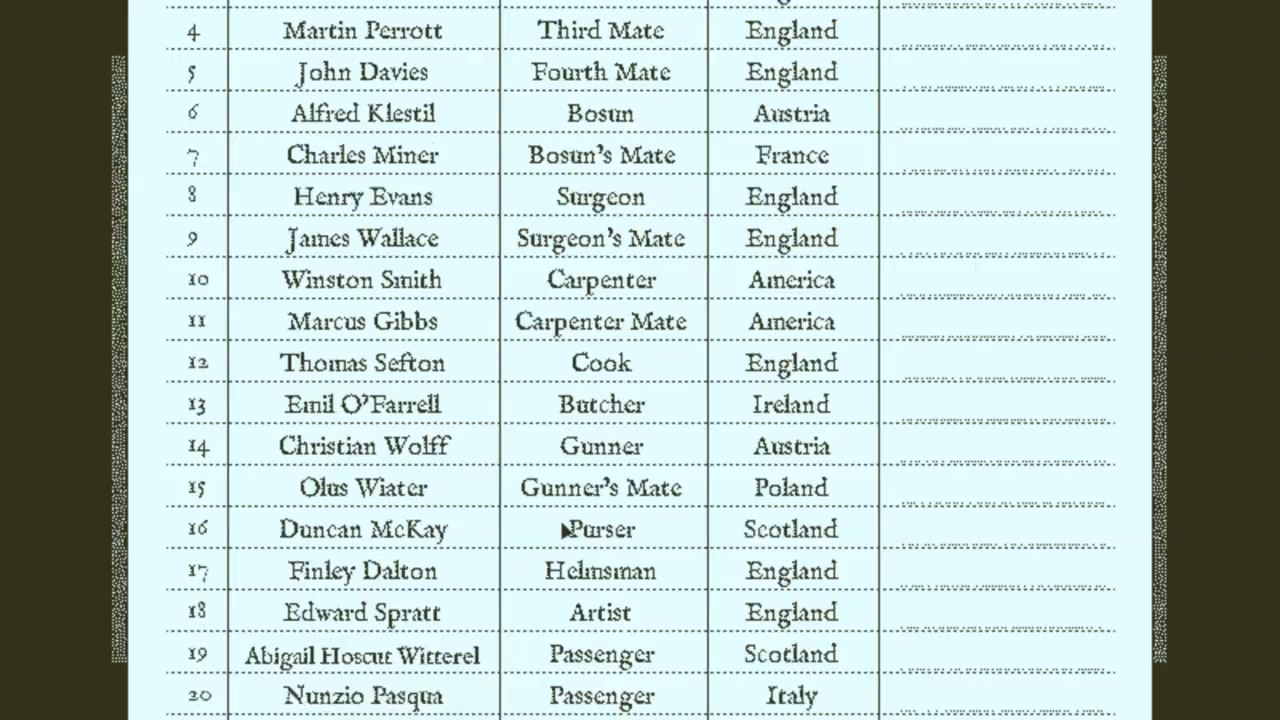 4 Martin Perrott Third Mate England
5 John Davies Fourth Mate England
6 Alfred Klestil Bosun Austria
7 Charles Miner Bosun's Mate France
8 Henry Evans Surgeon England
9 James Wallace Surgeon's Mate England
10 Winston Smith Carpenter America
11 Marcus Gibbs Carpenter Mate America
12 Thomas Sefton Cook England
13 Emil O'Farrell Butcher Ireland
14 Christian Wolff Gunner Austria
15 Olus Wiater Gunner's Mate Poland
16 Duncan McKay Purser Scotland
17 Finley Dalton Helmsman England
18 Edward Spratt Artist England
19 Abigail Hoscut Witterel Passenger Scotland
20 Nunzio Pasqua Passenger Italy